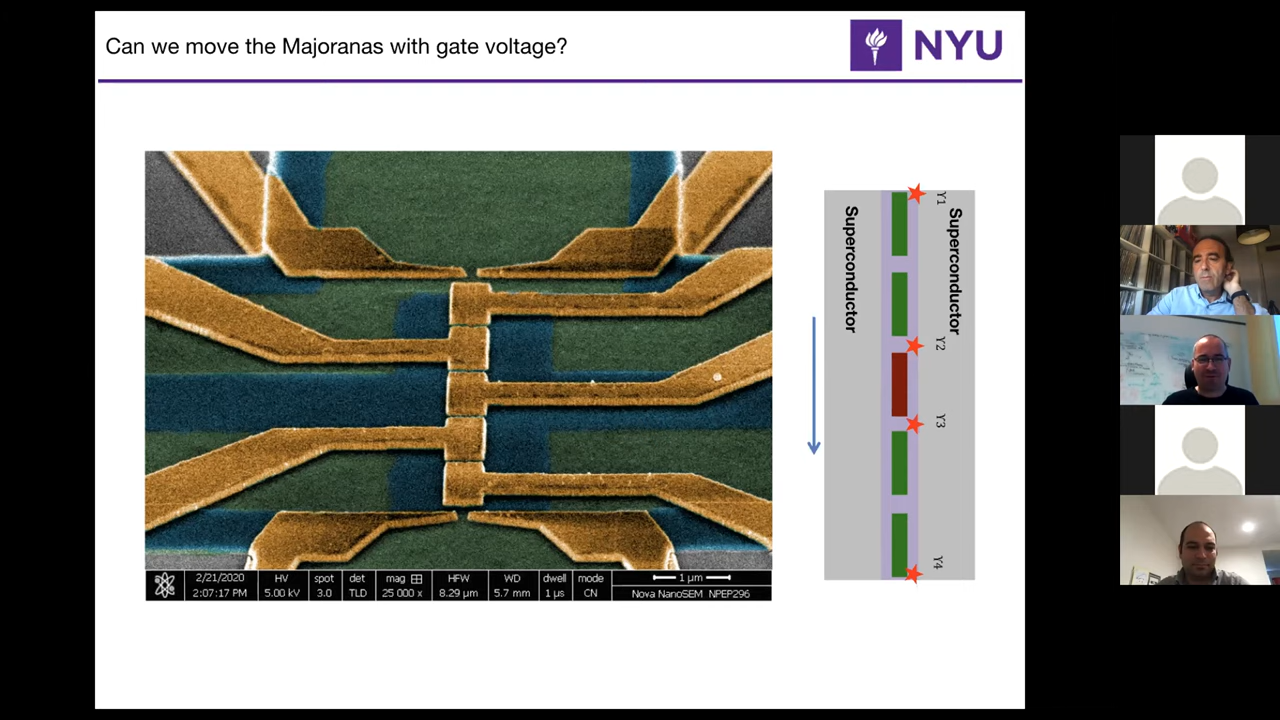 Can we move the Majoranas with gate voltage?
NYU
Superconductor
Superconductor
Y1
Y2
Y3
Y4
2/21/2020 HV spot det mag HFW WD dwell mode 1 µm
2:07:17 PM 5.00 kV 3.0 TLD 25 000 x 8.29 µm 5.7 mm 1 µs CN Nova NanoSEM NPEP296